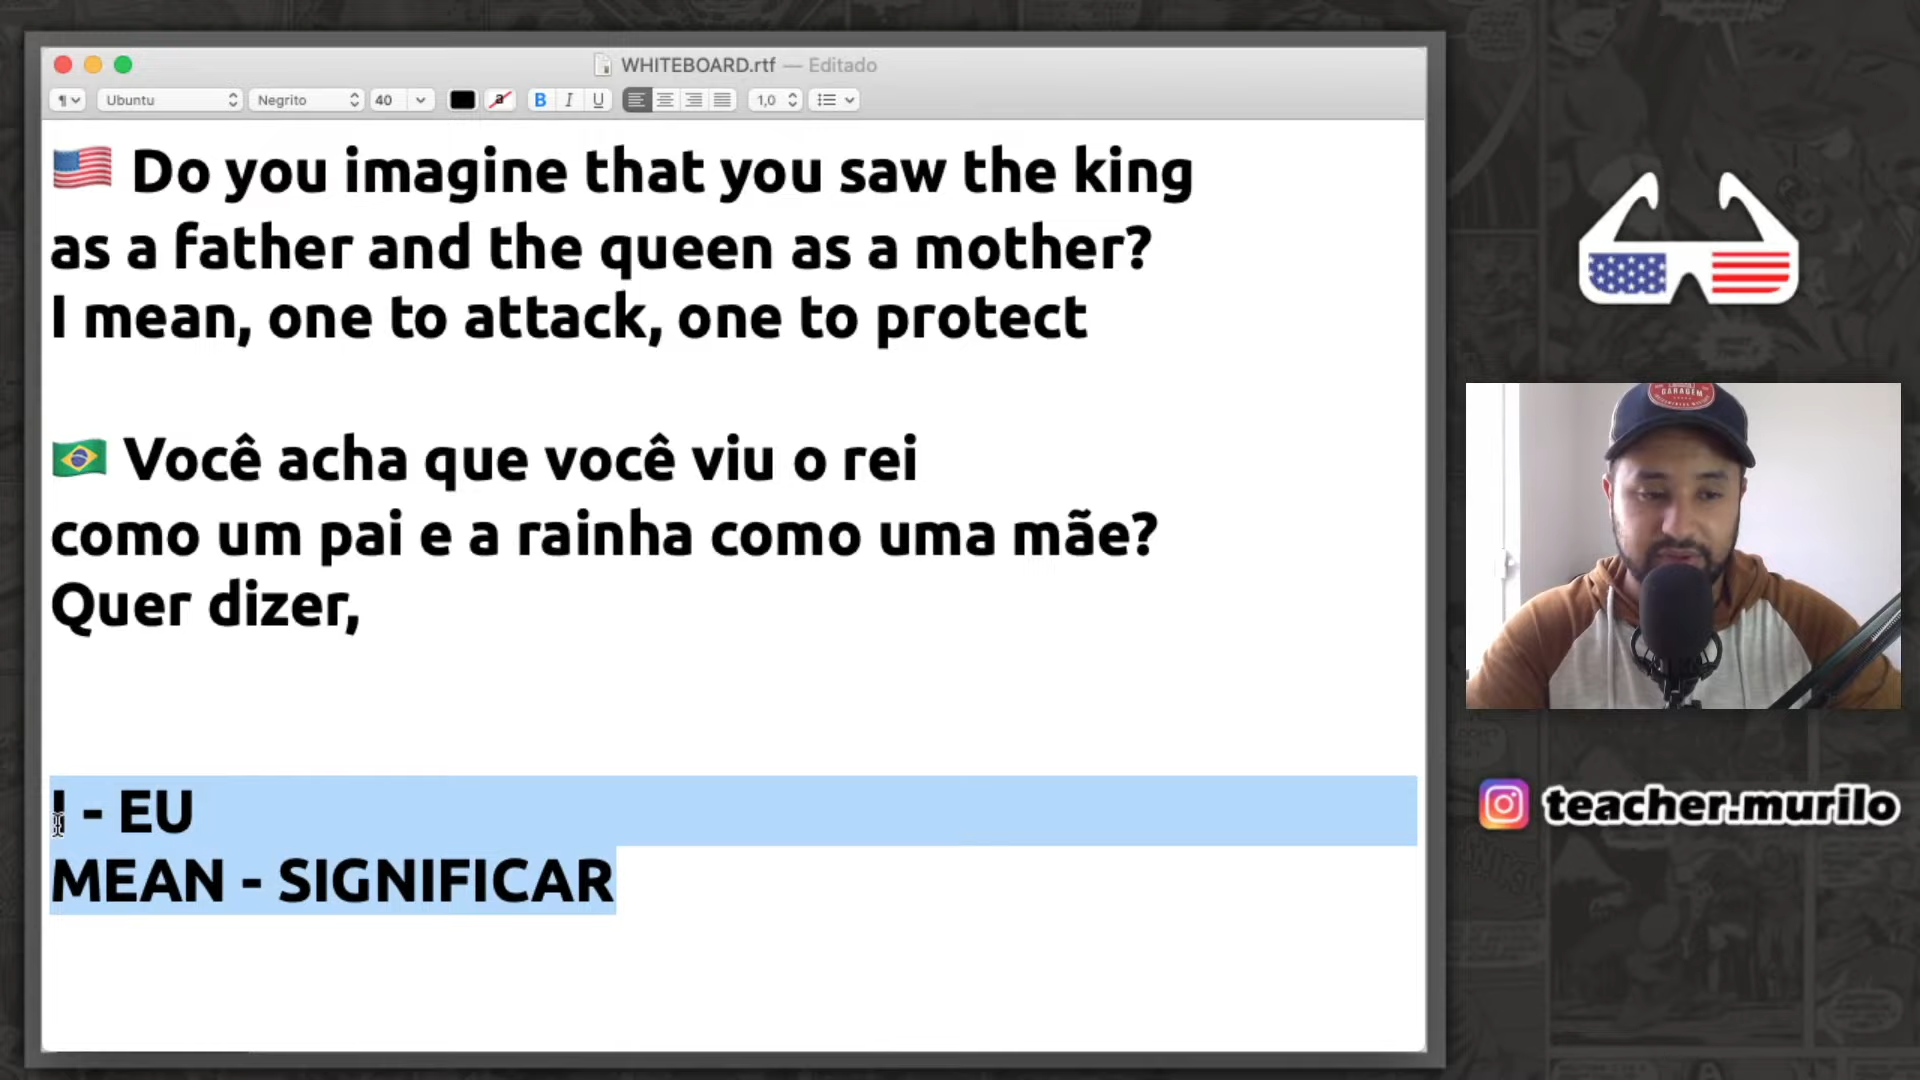 WHITEBOARD.rtf — Editado
Ubuntu Negrito 40 a B I U 1,0
Do you imagine that you saw the king
as a father and the queen as a mother?
I mean, one to attack, one to protect
Você acha que você viu o rei
como um pai e a rainha como uma mãe?
Quer dizer,
I - EU
MEAN - SIGNIFICAR
GARAGEM
teacher.murilo